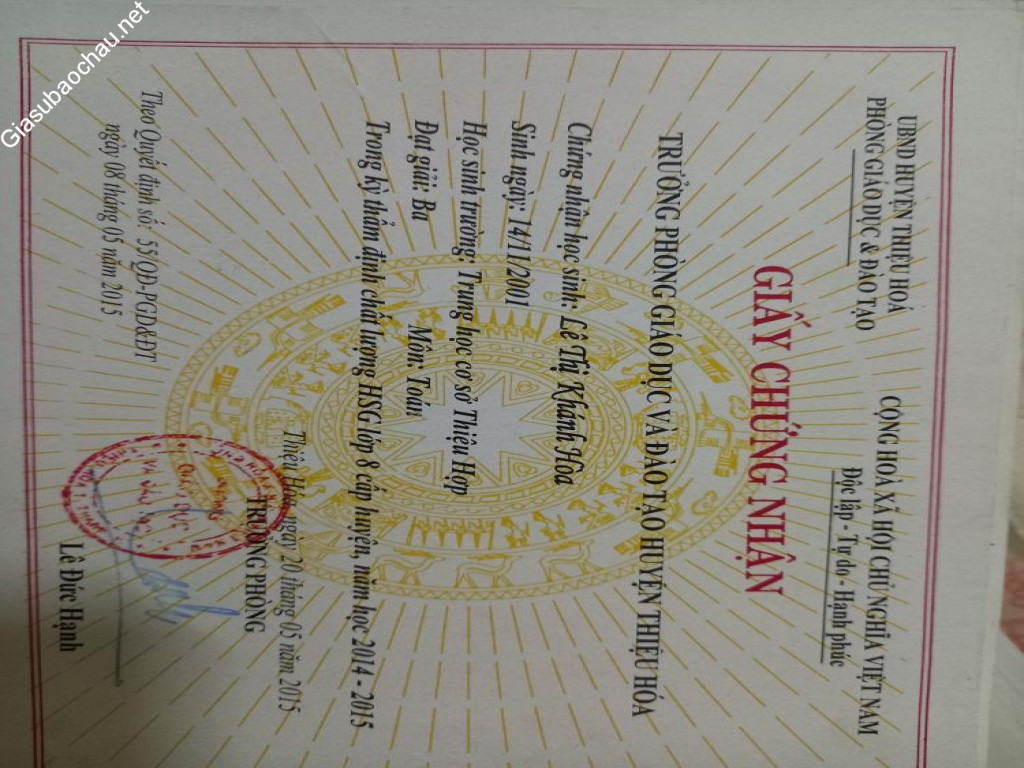 UBND HUYỆN THIỆU HOÁ
PHÒNG GIÁO DỤC & ĐÀO TẠO
CỘNG HOÀ XÃ HỘI CHỦ NGHĨA VIỆT NAM
Độc lập - Tự do - Hạnh phúc
GIẤY CHỨNG NHẬN
TRƯỞNG PHÒNG GIÁO DỤC VÀ ĐÀO TẠO HUYỆN THIỆU HÓA
Chứng nhận học sinh: Lê Thị Khánh Hòa
Sinh ngày: 14/11/2001
Học sinh trường: Trung học cơ sở Thiệu Hợp
Đạt giải: Ba Môn: Toán
Trong kỳ thẩm định chất lượng HSG lớp 8 cấp huyện, năm học 2014 - 2015
Thiệu Hóa, ngày 20 tháng 05 năm 2015
TRƯỞNG PHÒNG
Theo Quyết định số: 55/QD-PGD&ĐT
ngày 08 tháng 05 năm 2015
Lê Đức Hạnh
Giasubaochau.net